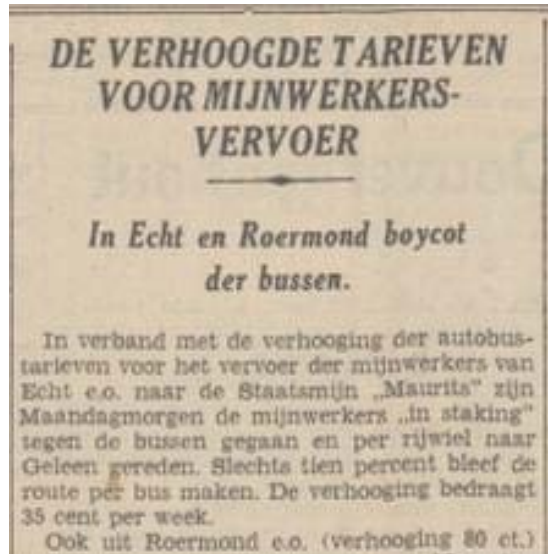 DE VERHOOGDE TARIEVEN
VOOR MIJNWERKERS-
VERVOER
In Echt en Roermond boycot
der bussen.
In verband met de verhooging der autobus-
tarieven voor het vervoer der mijnwerkers van
Echt e.o. naar de Staatsmijn „Maurits” zijn
Maandagmorgen de mijnwerkers „in staking”
tegen de bussen gegaan en per rijwiel naar
Geleen gereden. Slechts tien percent bleef de
route per bus maken. De verhooging bedraagt
35 cent per week.
Ook uit Roermond e.o. (verhooging 80 ct.)